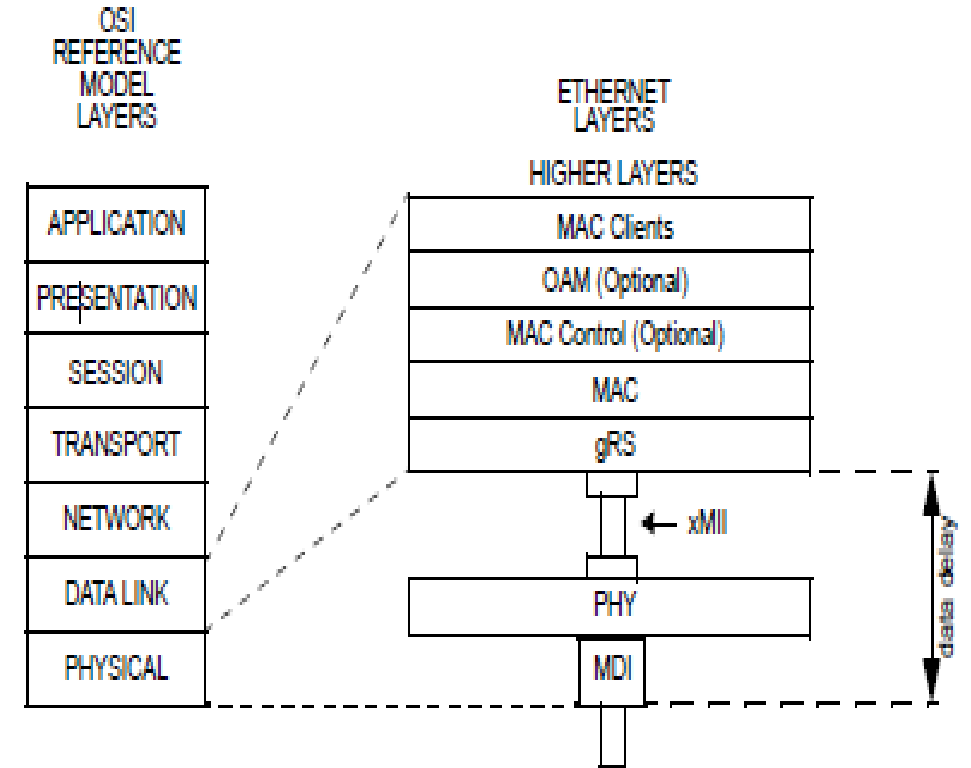 OSI
REFERENCE
MODEL
LAYERS
APPLICATION
PRESENTATION
SESSION
TRANSPORT
NETWORK
DATA LINK
PHYSICAL
ETHERNET
LAYERS
HIGHER LAYERS
MAC Clients
OAM (Optional)
MAC Control (Optional)
MAC
gRS
xMII
PHY
MDI
data delay